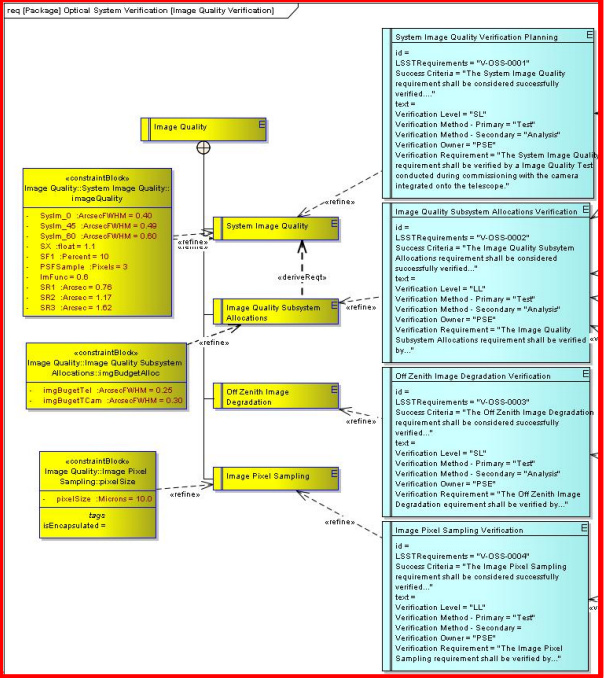 req [Package] Optical System Verification [Image Quality Verification]
Image Quality
«constraintBlock»
Image Quality::System Image Quality::
imageQuality
- SysIm_0 :ArcsecFWHM = 0.40
- SysIm_45 :ArcsecFWHM = 0.49
- SysIm_60 :ArcsecFWHM = 0.60
- SX :float = 1.1
- SF1 :Percent = 10
- PSFSample :Pixels = 3
- ImFunc = 0.6
- SR1 :Arcsec = 0.76
- SR2 :Arcsec = 1.17
- SR3 :Arcsec = 1.62
«refine»
«refine»
System Image Quality
«refine»
«deriveReqt»
Image Quality Subsystem
Allocations
«refine»
«refine»
«constraintBlock»
Image Quality::Image Quality Subsystem
Allocations::imgBudgetAlloc
- imgBugetTel :ArcsecFWHM = 0.25
- imgBugetTCam :ArcsecFWHM = 0.30
Off Zenith Image
Degradation
«refine»
«constraintBlock»
Image Quality::Image Pixel
Sampling::pixelSize
- pixelSize :Microns = 10.0
tags
isEncapsulated =
«refine»
Image Pixel Sampling
«refine»
System Image Quality Verification Planning
id =
LSSTRequirements = "V-OSS-0001"
Success Criteria = "The System Image Quality
requirement shall be considered successfully
verified...."
text =
Verification Level = "SL"
Verification Method - Primary = "Test"
Verification Method - Secondary = "Analysis"
Verification Owner = "PSE"
Verification Requirement = "The System Image Quality
requirement shall be verified by a Image Quality Test
conducted during commissioning with the camera
integrated onto the telescope."
Image Quality Subsystem Allocations Verification
id =
LSSTRequirements = "V-OSS-0002"
Success Criteria = "The Image Quality Subsytem
Allocations requirement shall be considered
successfully verified..."
text =
Verification Level = "LL"
Verification Method - Primary = "Test"
Verification Method - Secondary = "Analysis"
Verification Owner = "PSE"
Verification Requirement = "The Image Quality
Subsystem Allocations requirement shall be verified
by..."
Off Zenith Image Degradation Verification
id =
LSSTRequirements = "V-OSS-0003"
Success Criteria = "The Off Zenith Image Degradation
requirement shall be considered successfully
verified..."
text =
Verification Level = "SL"
Verification Method - Primary = "Test"
Verification Method - Secondary = "Analysis"
Verification Owner = "PSE"
Verification Requirement = "The Off Zenith Image
Degradation equirement shall be verified by..."
Image Pixel Sampling Verification
id =
LSSTRequirements = "V-OSS-0004"
Success Criteria = "The Image Pixel Sampling
requirement shall be considered successfully
verified..."
text =
Verification Level = "LL"
Verification Method - Primary = "Test"
Verification Method - Secondary =
Verification Owner = "PSE"
Verification Requirement = "The Image Pixel
Sampling requirement shall be verified by..."